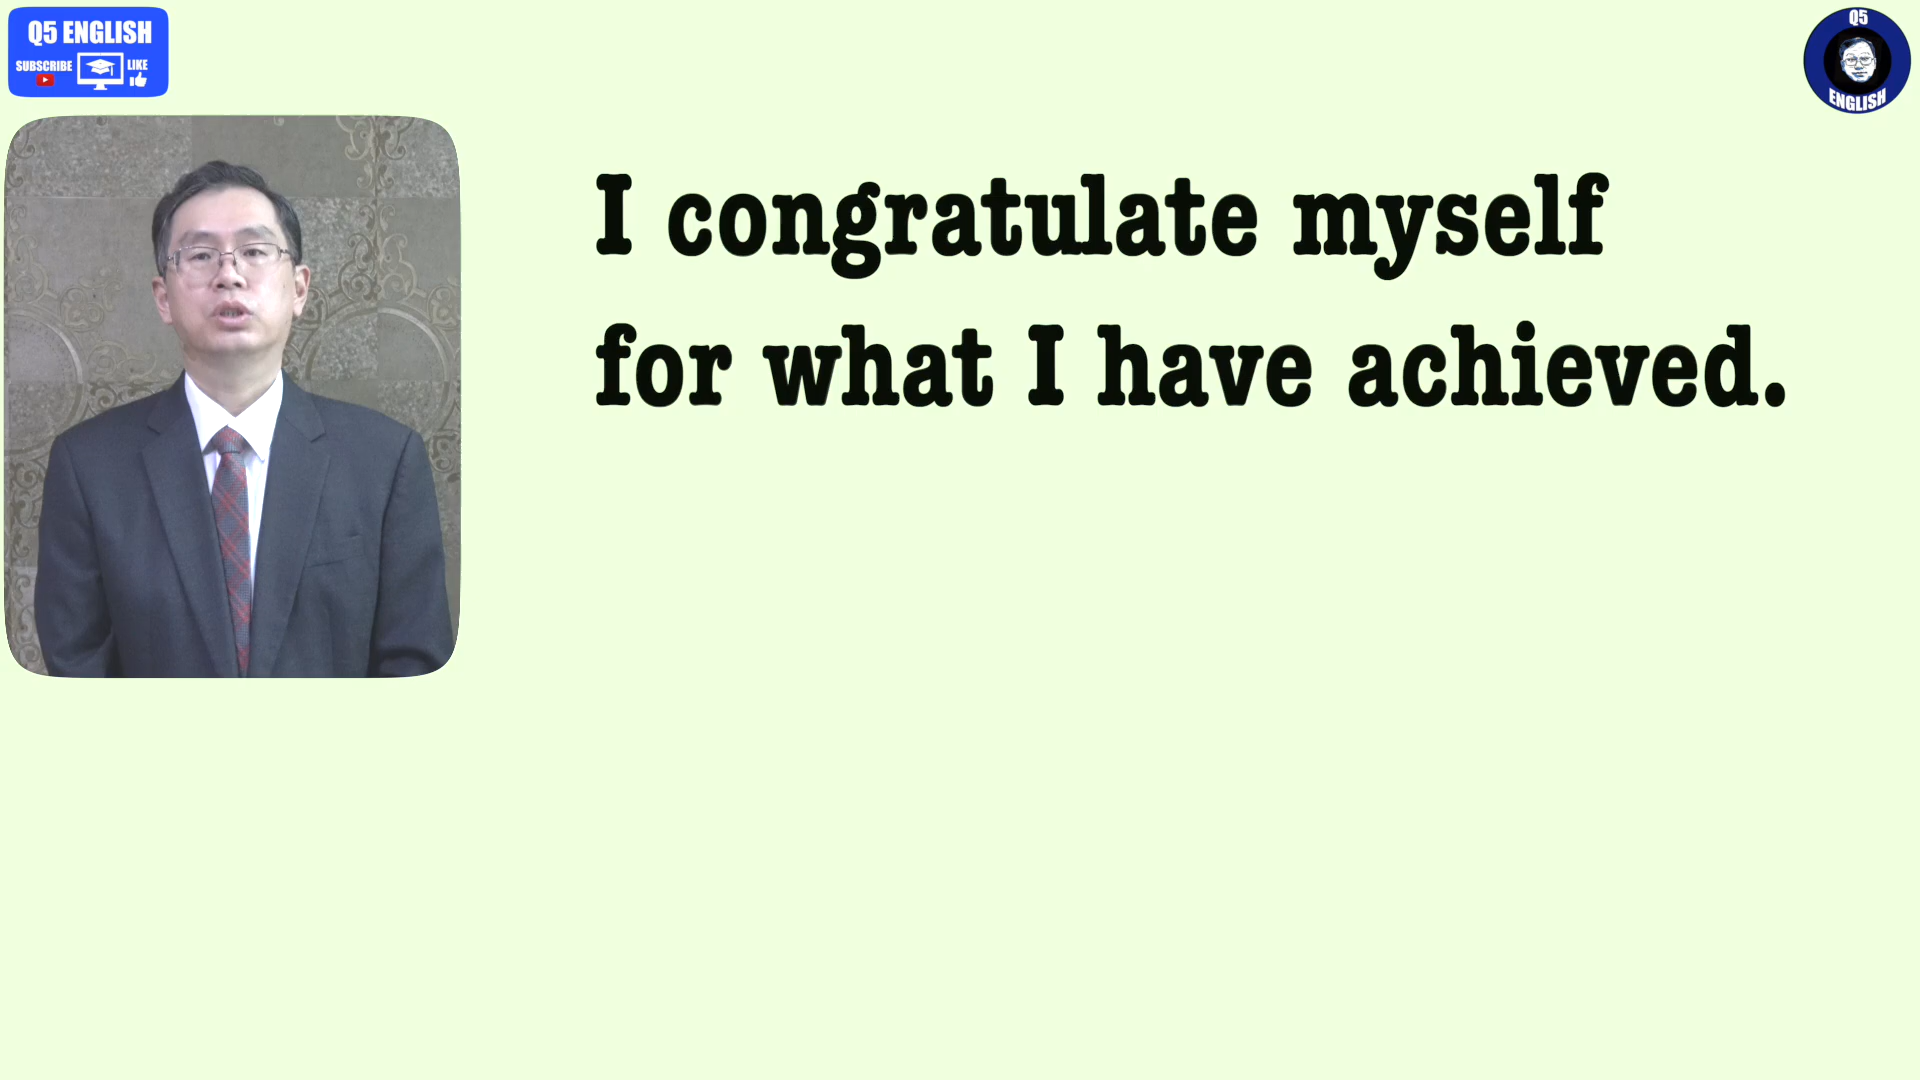 Q5 ENGLISH
SUBSCRIBE
LIKE
Q5
ENGLISH
I congratulate myself
for what I have achieved.